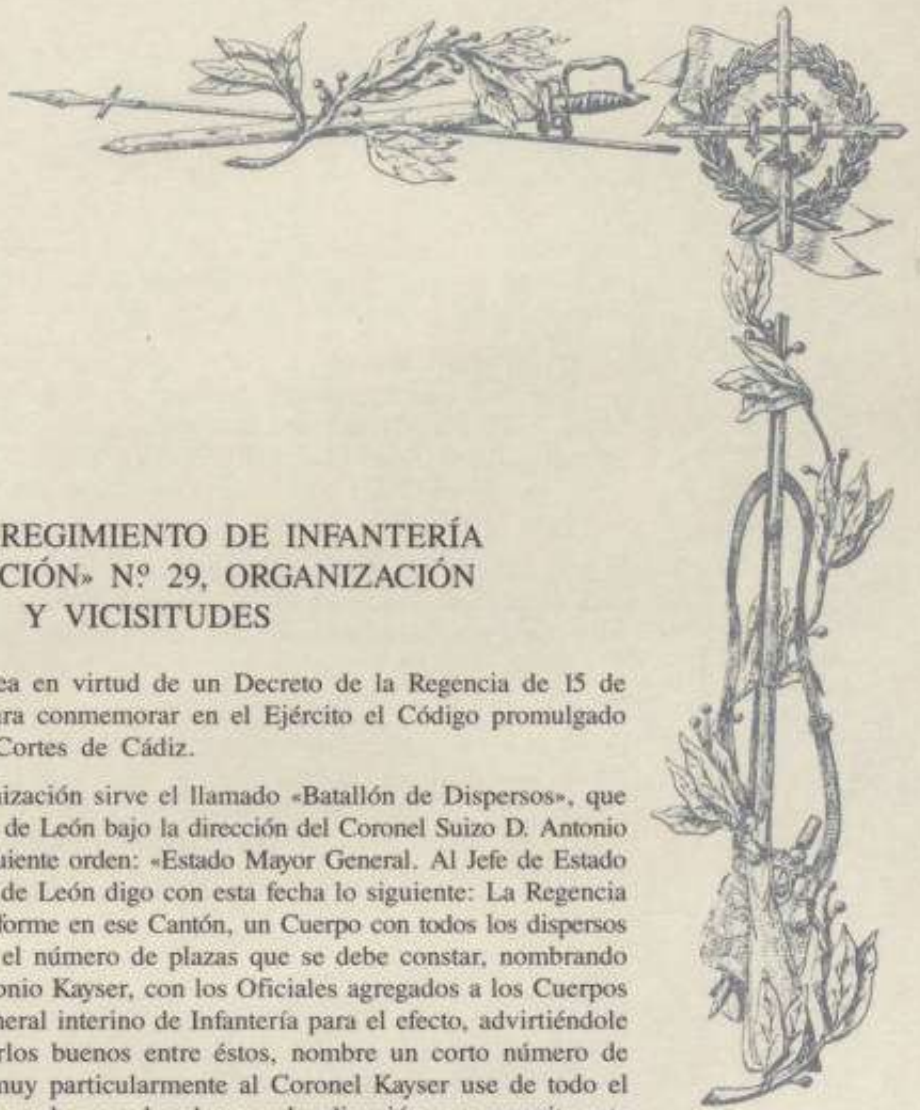 REGIMIENTO DE INFANTERÍA
CIÓN» N.º 29, ORGANIZACIÓN
Y VICISITUDES
ea en virtud de un Decreto de la Regencia de 15 de
ra conmemorar en el Ejército el Código promulgado
Cortes de Cádiz.
nización sirve el llamado «Batallón de Dispersos», que
de León bajo la dirección del Coronel Suizo D. Antonio
uiente orden: «Estado Mayor General. Al Jefe de Estado
de León digo con esta fecha lo siguiente: La Regencia
forme en ese Cantón, un Cuerpo con todos los dispersos
el número de plazas que se debe constar, nombrando
onio Kayser, con los Oficiales agregados a los Cuerpos
neral interino de Infantería para el efecto, advirtiéndole
rlos buenos entre éstos, nombre un corto número de
muy particularmente al Coronel Kayser use de todo el